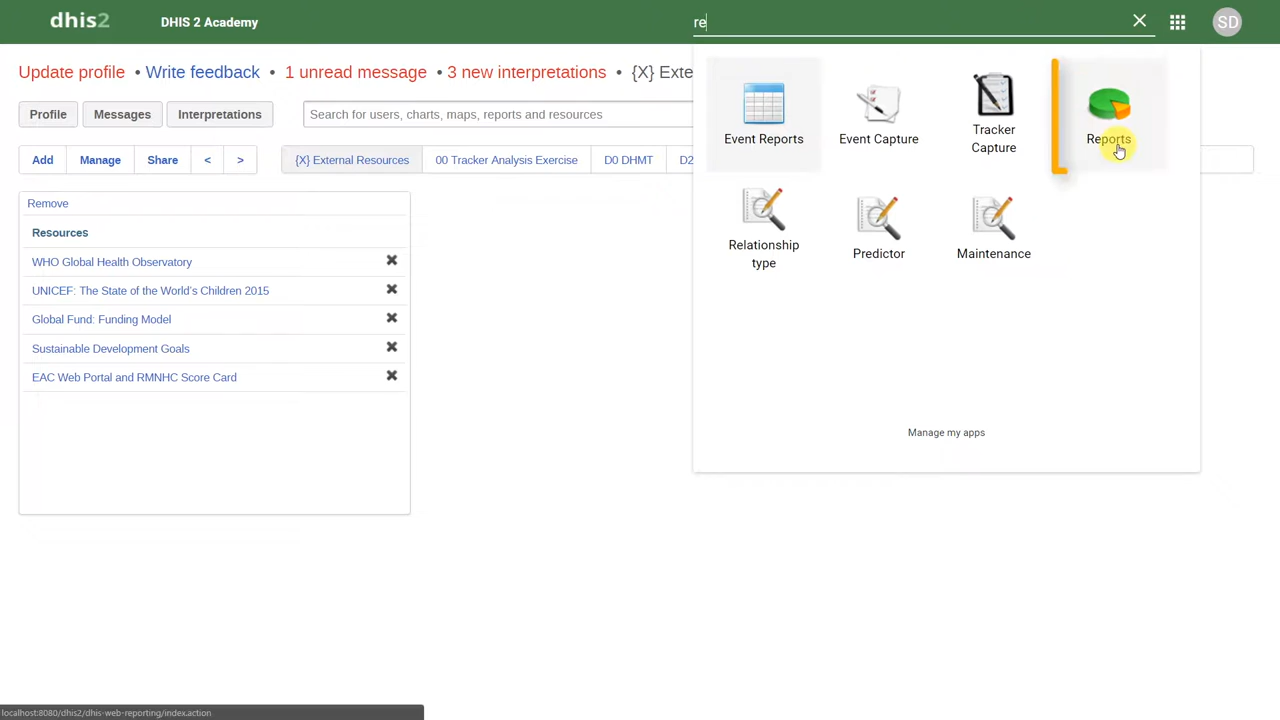 dhis2
DHIS 2 Academy
re
SD
Update profile • Write feedback • 1 unread message • 3 new interpretations • {X} Exte
Profile
Messages
Interpretations
Search for users, charts, maps, reports and resources
Add
Manage
Share
<
>
{X} External Resources
00 Tracker Analysis Exercise
D0 DHMT
D2
Remove
Resources
WHO Global Health Observatory
UNICEF: The State of the World's Children 2015
Global Fund: Funding Model
Sustainable Development Goals
EAC Web Portal and RMNHC Score Card
Event Reports
Event Capture
Tracker
Capture
Reports
Relationship
type
Predictor
Maintenance
Manage my apps
localhost:8080/dhis2/dhis-web-reporting/index.action